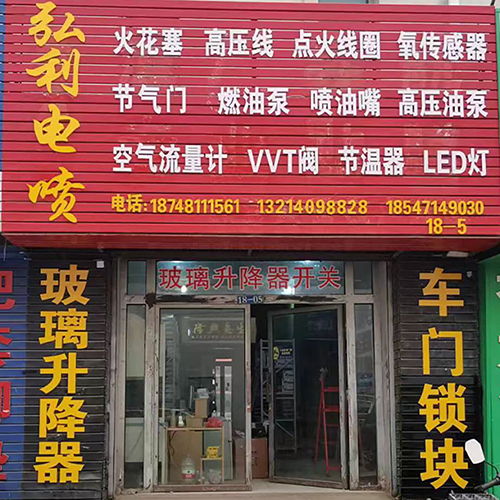 弘利电喷
火花塞 高压线 点火线圈 氧传感器
节气门 燃油泵 喷油嘴 高压油泵
空气流量计 VVT阀 节温器 LED灯
电话:18748111561 13214098828 18547149030
18-5
玻璃升降器
玻璃升降器开关
18-05
车门锁块